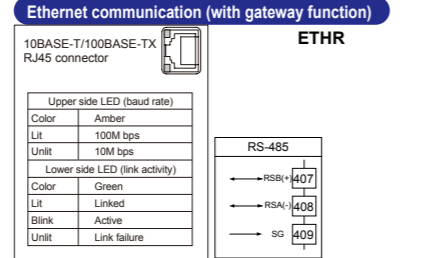 Ethernet communication (with gateway function)
ETHR
10BASE-T/100BASE-TX
RJ45 connector
Upper side LED (baud rate)
Color Amber
Lit 100M bps
Unlit 10M bps
Lower side LED (link activity)
Color Green
Lit Linked
Blink Active
Unlit Link failure
RS-485
RSB(+) 407
RSA(-) 408
SG 409